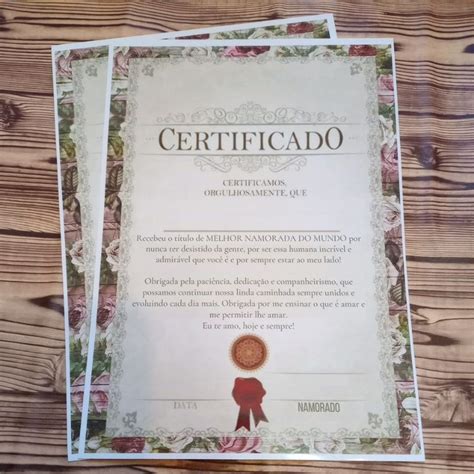 CERTIFICADO
CERTIFICAMOS,
ORGULHOSAMENTE, QUE
Recebeu o título de MELHOR NAMORADA DO MUNDO por
nunca ter desistido da gente, por ser essa humana incrível e
admirável que você é e por sempre estar ao meu lado!
Obrigada pela paciência, dedicação e companheirismo, que
possamos continuar nossa linda caminhada sempre unidos e
evoluindo cada dia mais. Obrigada por me ensinar o que é amar e
me permitir lhe amar.
Eu te amo, hoje e sempre!
DATA
NAMORADO